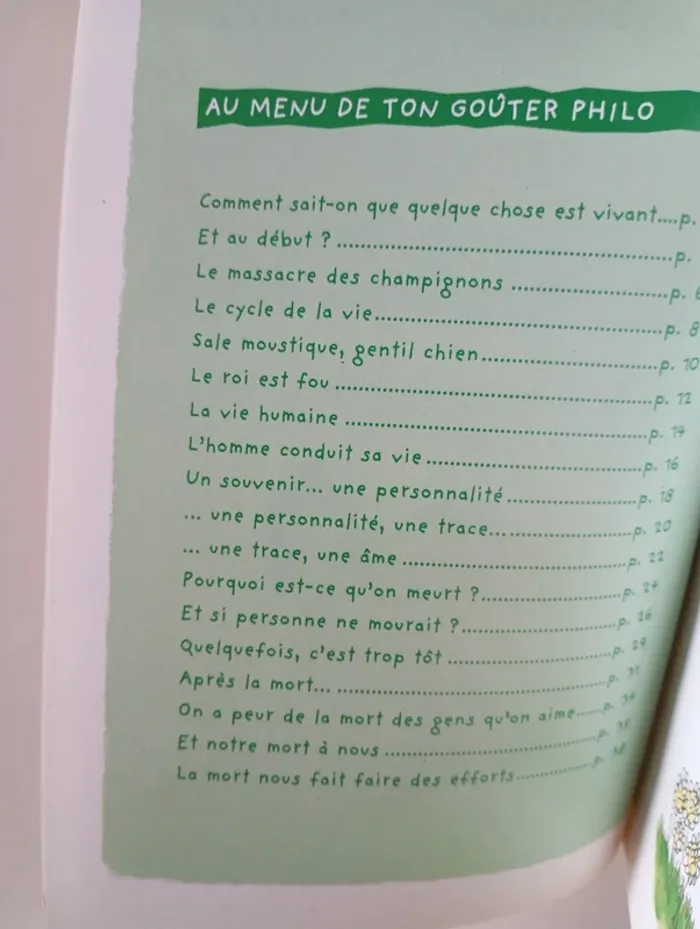 AU MENU DE TON GOÛTER PHILO
Comment sait-on que quelque chose est vivant....p.
Et au début ?..........p.
Le massacre des champignons ..........p. 6
Le cycle de la vie..........p. 8
Sale moustique, gentil chien..........p. 10
Le roi est fou ..........p. 12
La vie humaine ..........p. 14
L'homme conduit sa vie..........p. 16
Un souvenir... une personnalité..........p. 18
... une personnalité, une trace..........p. 20
... une trace, une âme ..........p. 22
Pourquoi est-ce qu'on meurt ?..........p. 24
Et si personne ne mourait ?..........p. 26
Quelquefois, c'est trop tôt ..........p. 29
Après la mort... ..........p. 31
On a peur de la mort des gens qu'on aime......p. 34
Et notre mort à nous ..........p.
La mort nous fait faire des efforts..........p. 38